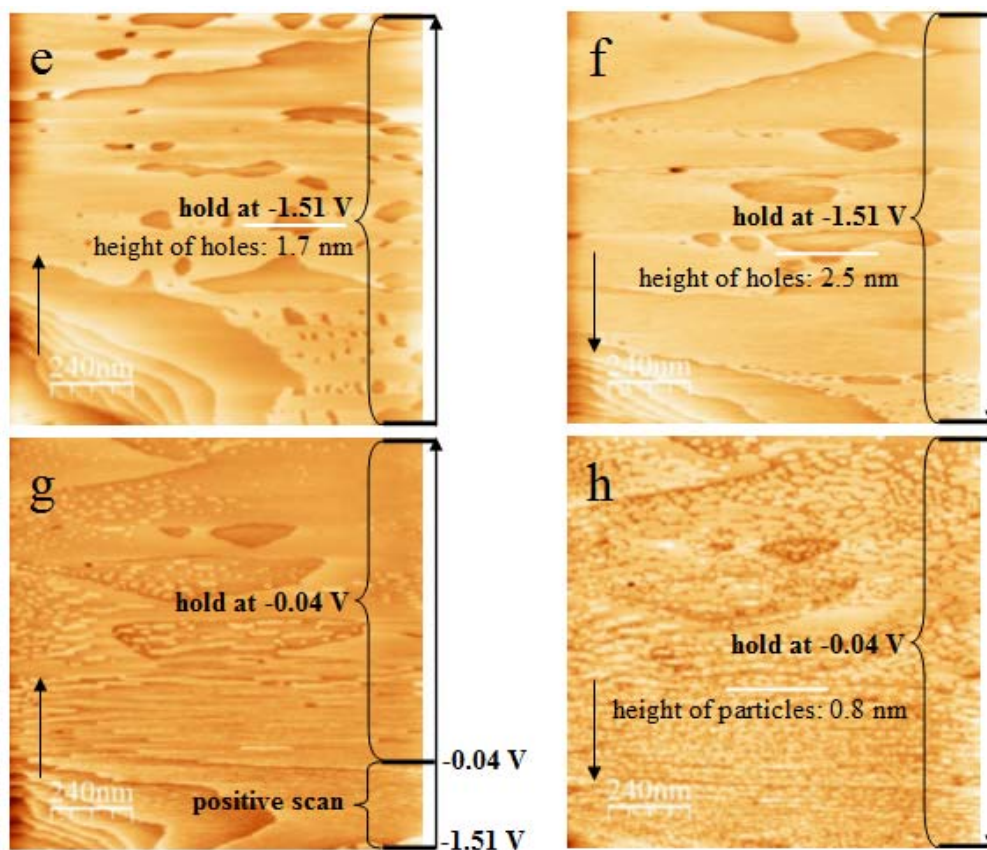 e
hold at -1.51 V
height of holes: 1.7 nm
240nm
f
hold at -1.51 V
height of holes: 2.5 nm
240nm
g
hold at -0.04 V
-0.04 V
240nm
positive scan
-1.51 V
h
hold at -0.04 V
height of particles: 0.8 nm
240nm